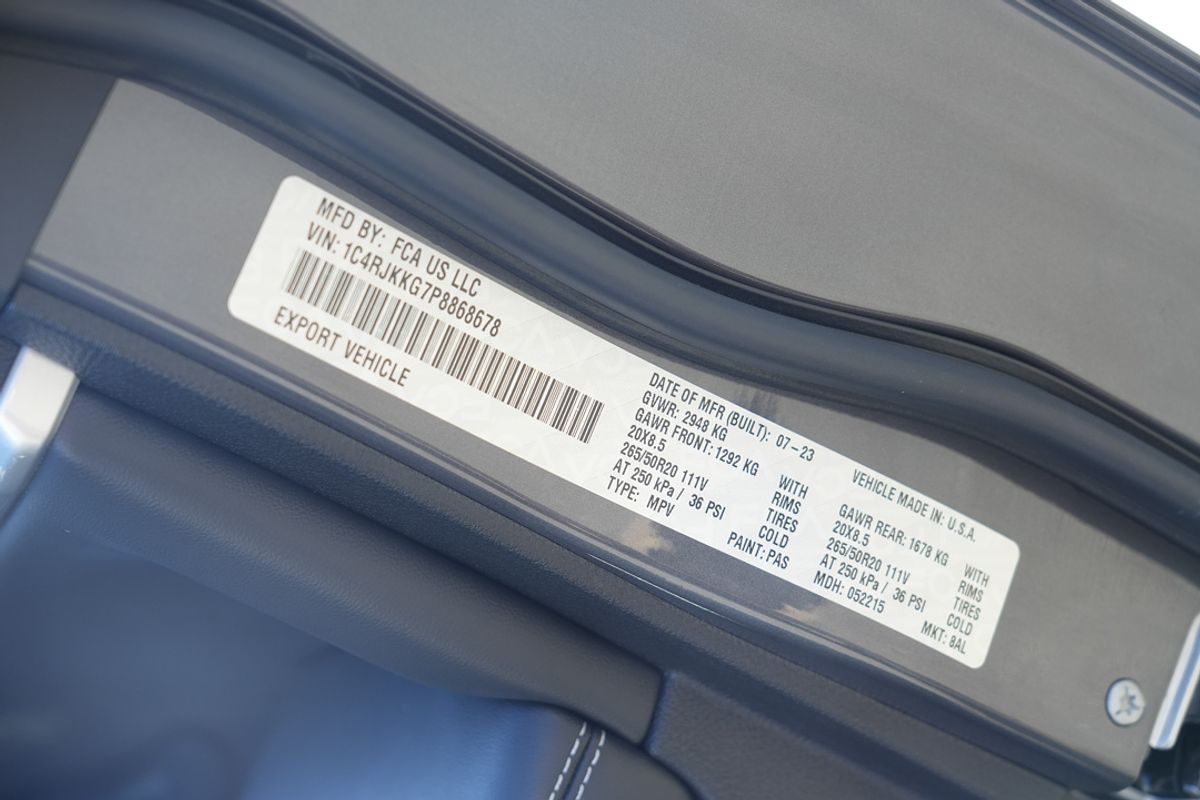 MFD BY: FCA US LLC
VIN: 1C4RJKKG7P8868678
EXPORT VEHICLE
DATE OF MFR (BUILT): 07-23
VEHICLE MADE IN: U.S.A.
GVWR: 2948 KG
GAWR FRONT: 1292 KG WITH
20X8.5 RIMS
265/50R20 111V TIRES
AT 250 kPa / 36 PSI COLD
TYPE: MPV PAINT: PAS
GAWR REAR: 1678 KG WITH
20X8.5 RIMS
265/50R20 111V TIRES
AT 250 kPa / 36 PSI COLD
MDH: 052215 MKT: 8AL